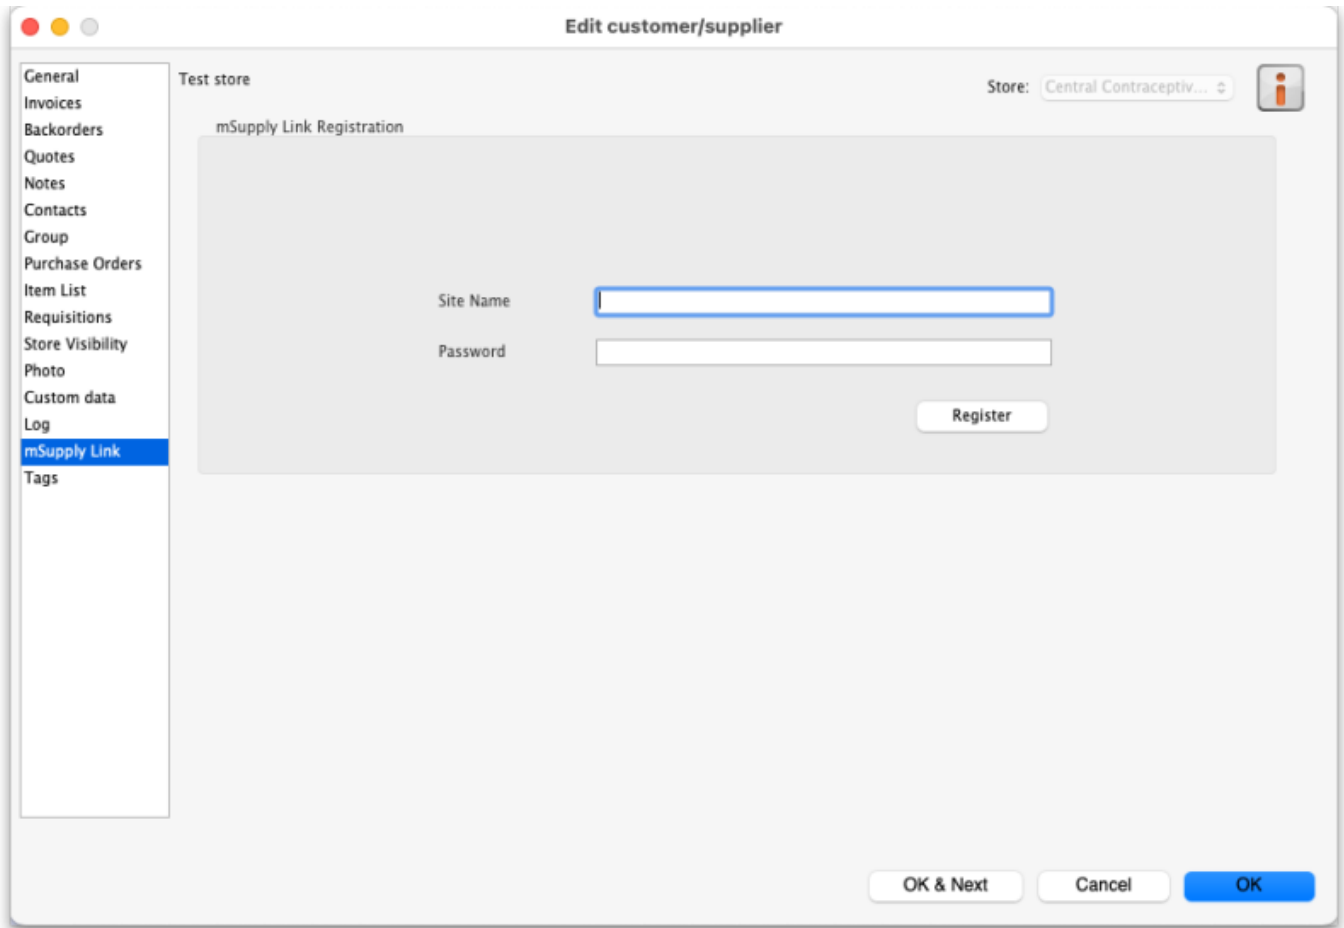 Edit customer/supplier
General
Invoices
Backorders
Quotes
Notes
Contacts
Group
Purchase Orders
Item List
Requisitions
Store Visibility
Photo
Custom data
Log
mSupply Link
Tags
Test store
Store: Central Contraceptiv...
mSupply Link Registration
Site Name
Password
Register
OK & Next Cancel OK